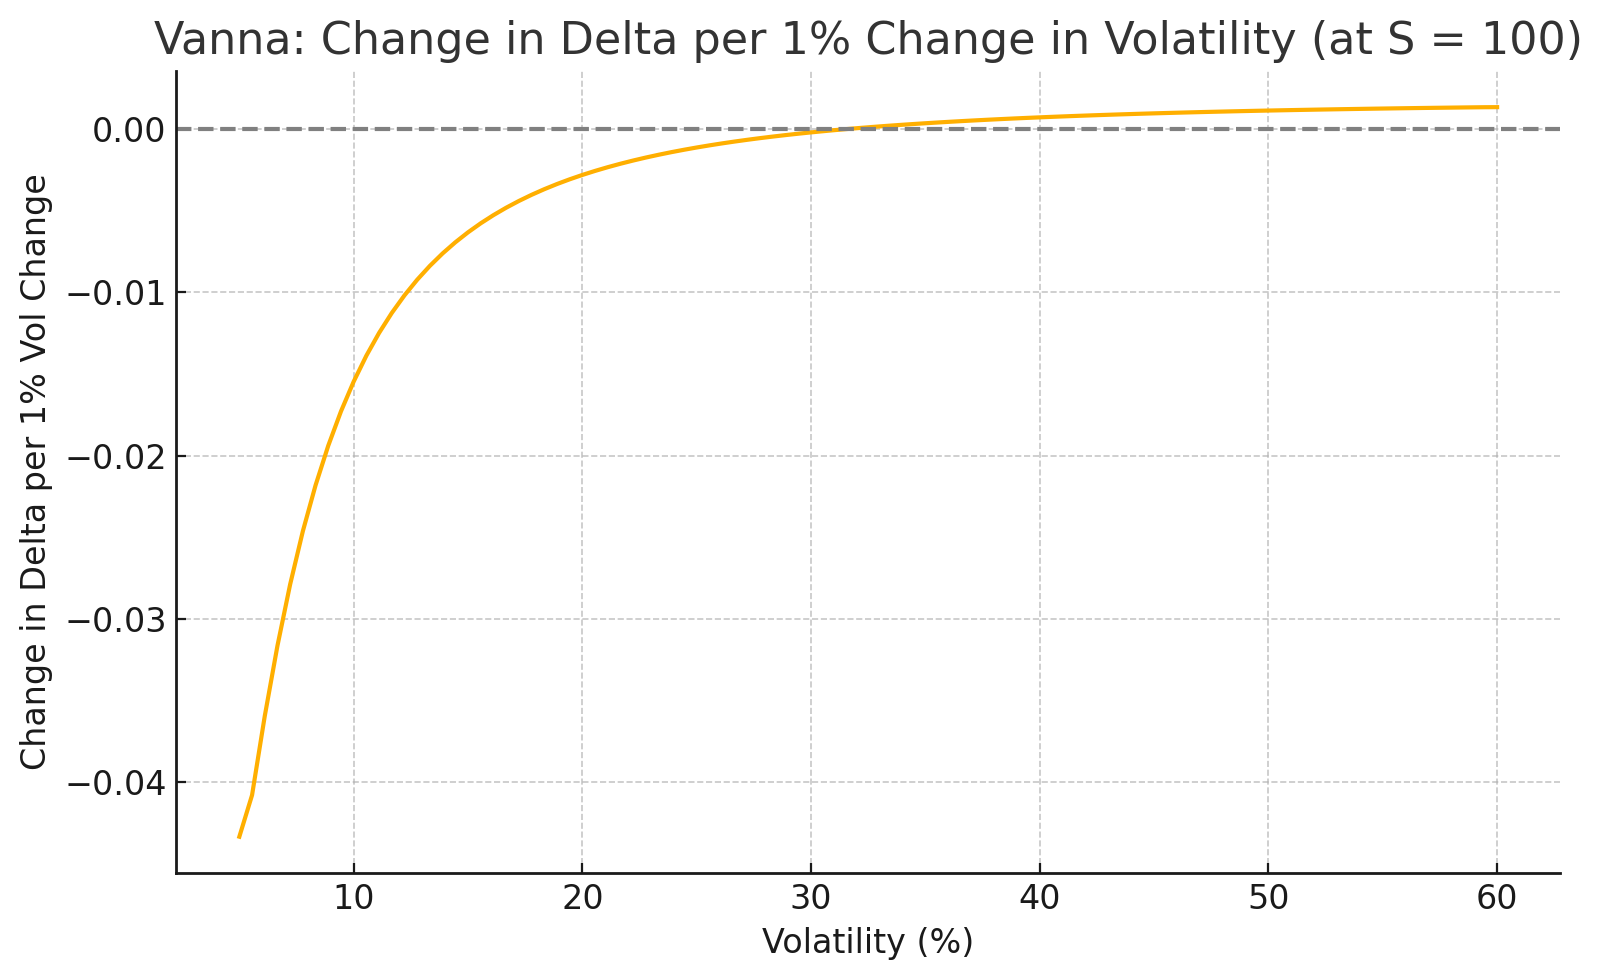 Vanna: Change in Delta per 1% Change in Volatility (at S = 100)
Change in Delta per 1% Vol Change
0.00
−0.01
−0.02
−0.03
−0.04
10 20 30 40 50 60
Volatility (%)